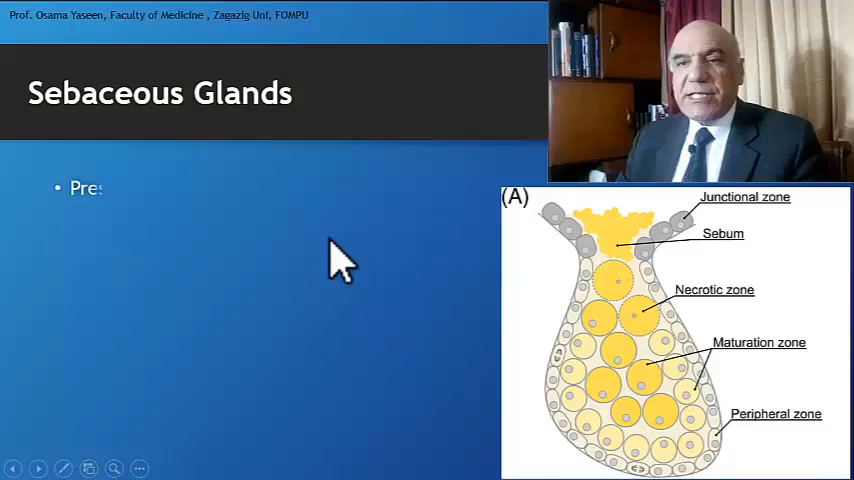 Prof. Osama Yaseen, Faculty of Medicine , Zagazig Uni, FOMPU
Sebaceous Glands
• Pres
(A)
Junctional zone
Sebum
Necrotic zone
Maturation zone
Peripheral zone